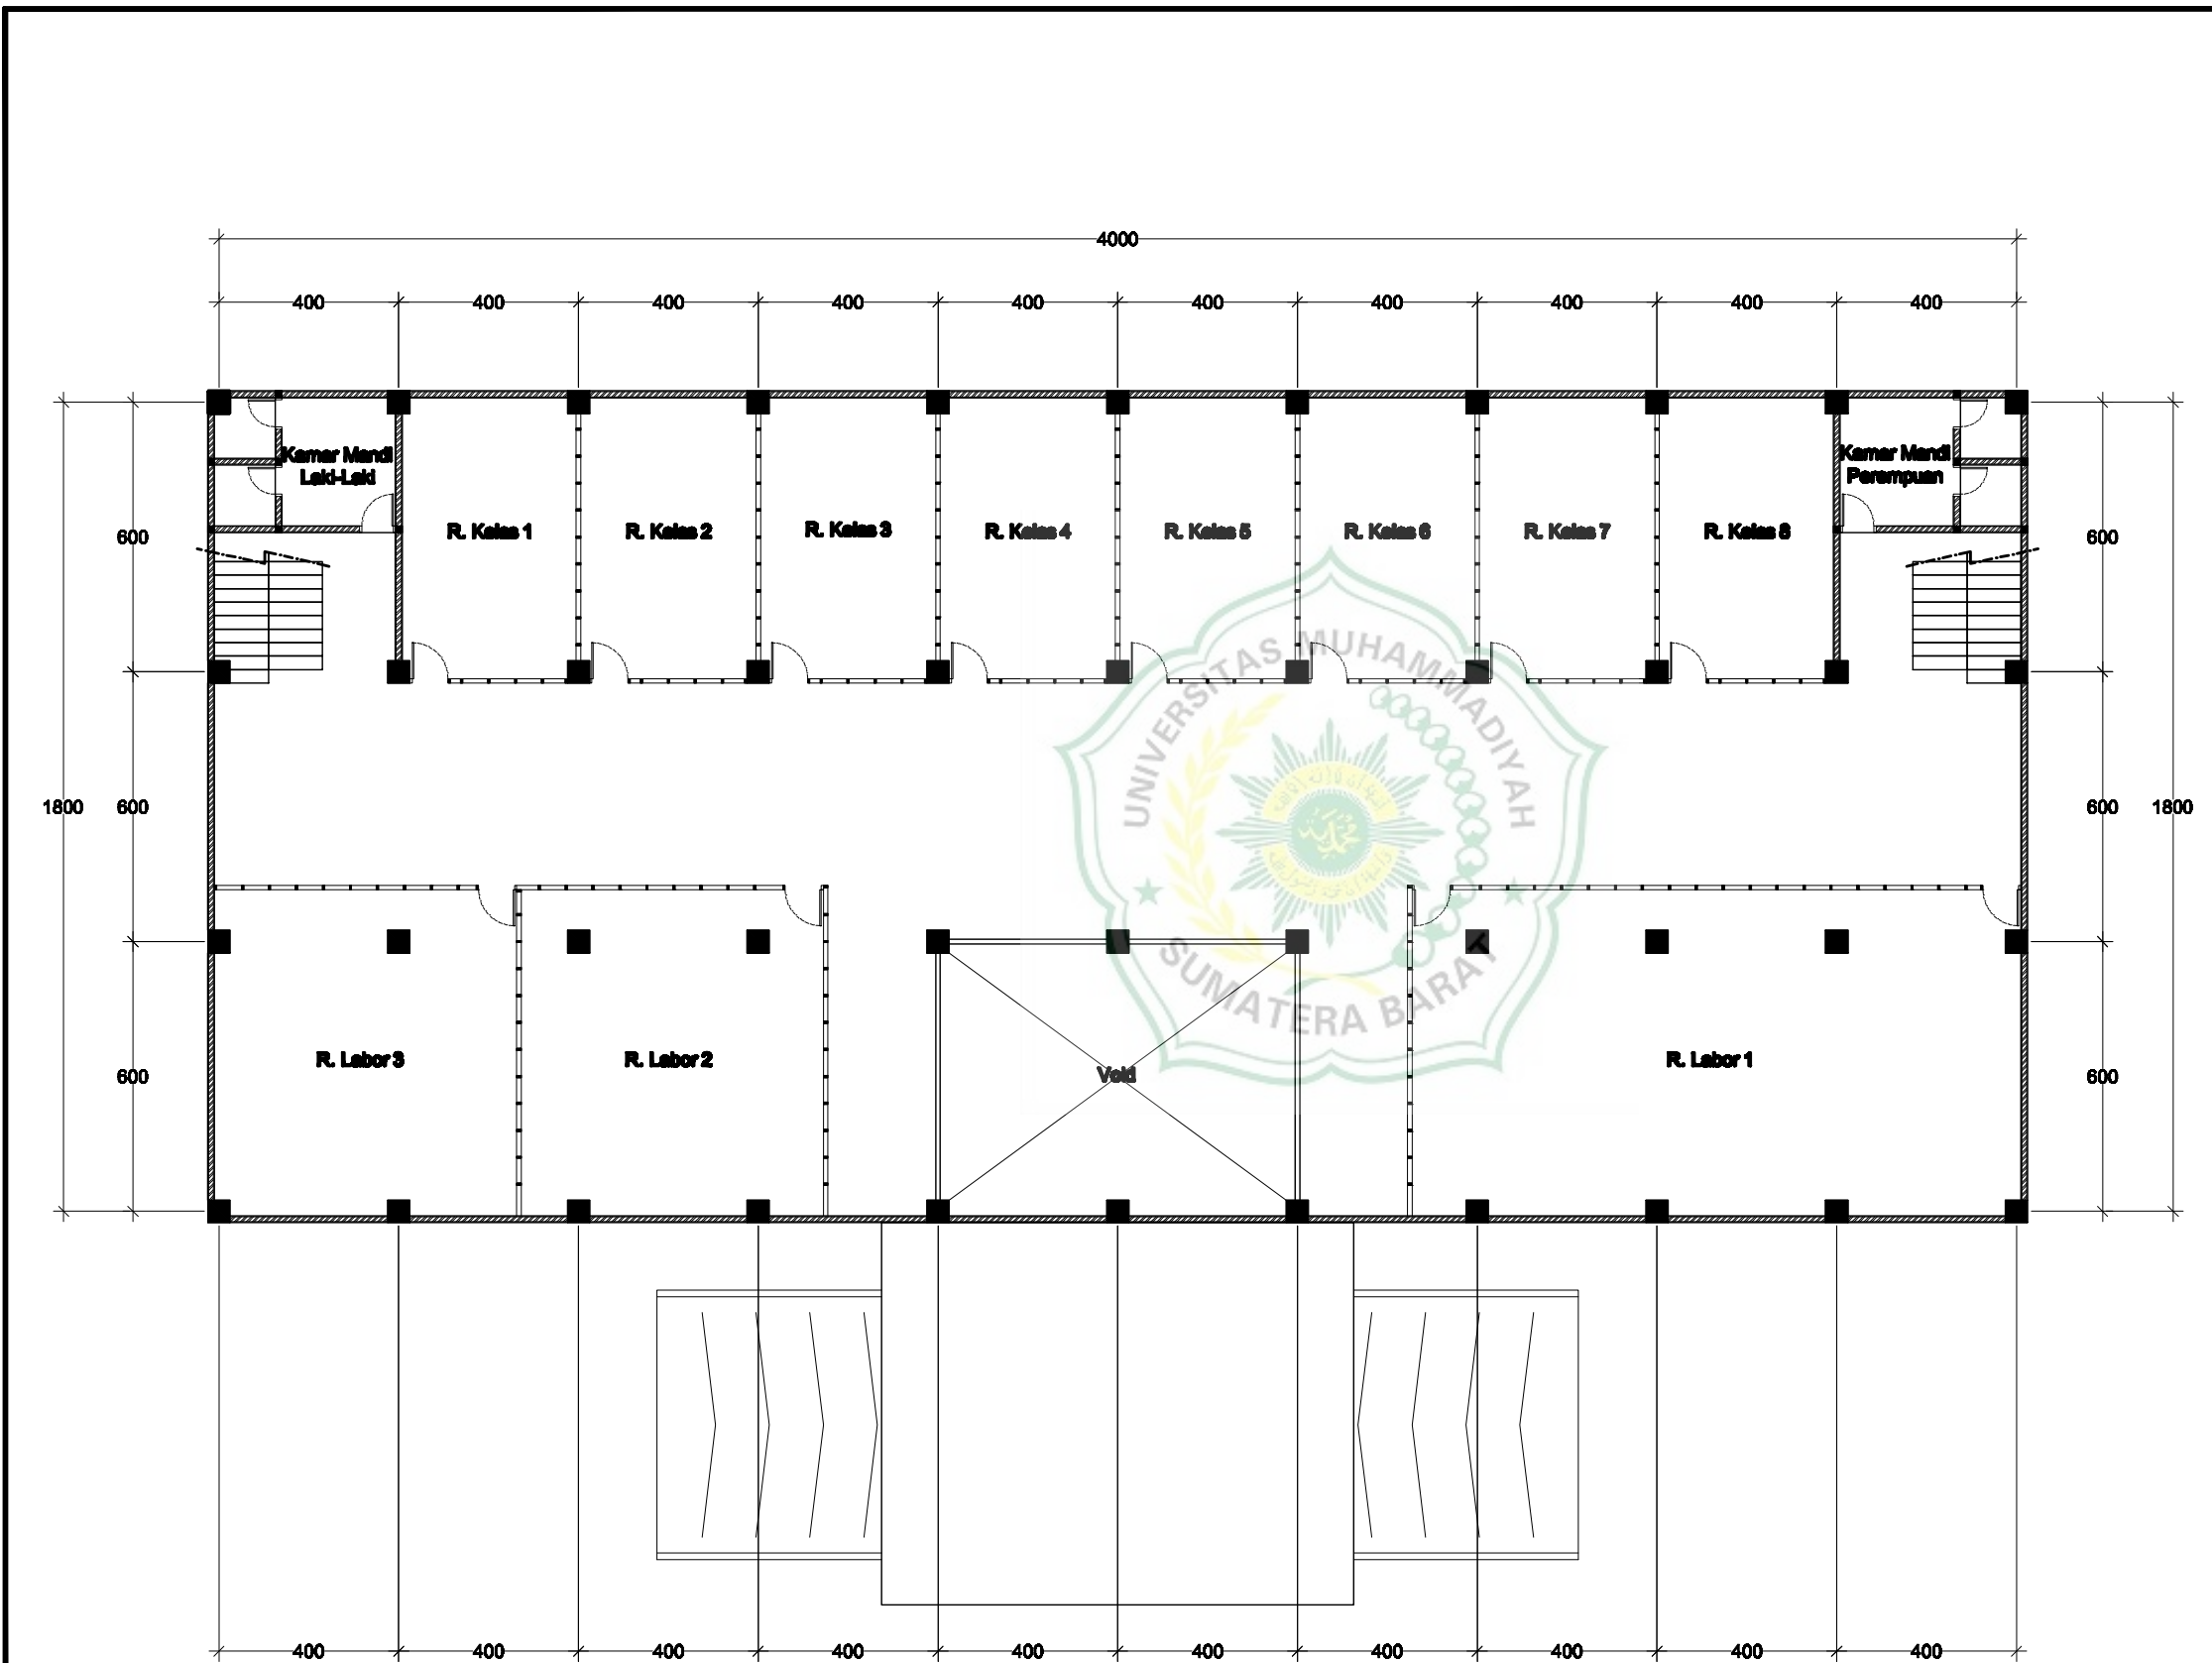 4000
400 400 400 400 400 400 400 400 400 400
Kamar Mandi
Laki-Laki
Kamar Mandi
Perempuan
R. Kelas 1 R. Kelas 2 R. Kelas 3 R. Kelas 4 R. Kelas 5 R. Kelas 6 R. Kelas 7 R. Kelas 8
600 600
UNIVERSITAS MUHAMMADIYAH
1800 600 600 1800
SUMATERA BARAT
R. Labor 3 R. Labor 2 R. Labor 1
600 Void 600
400 400 400 400 400 400 400 400 400 400